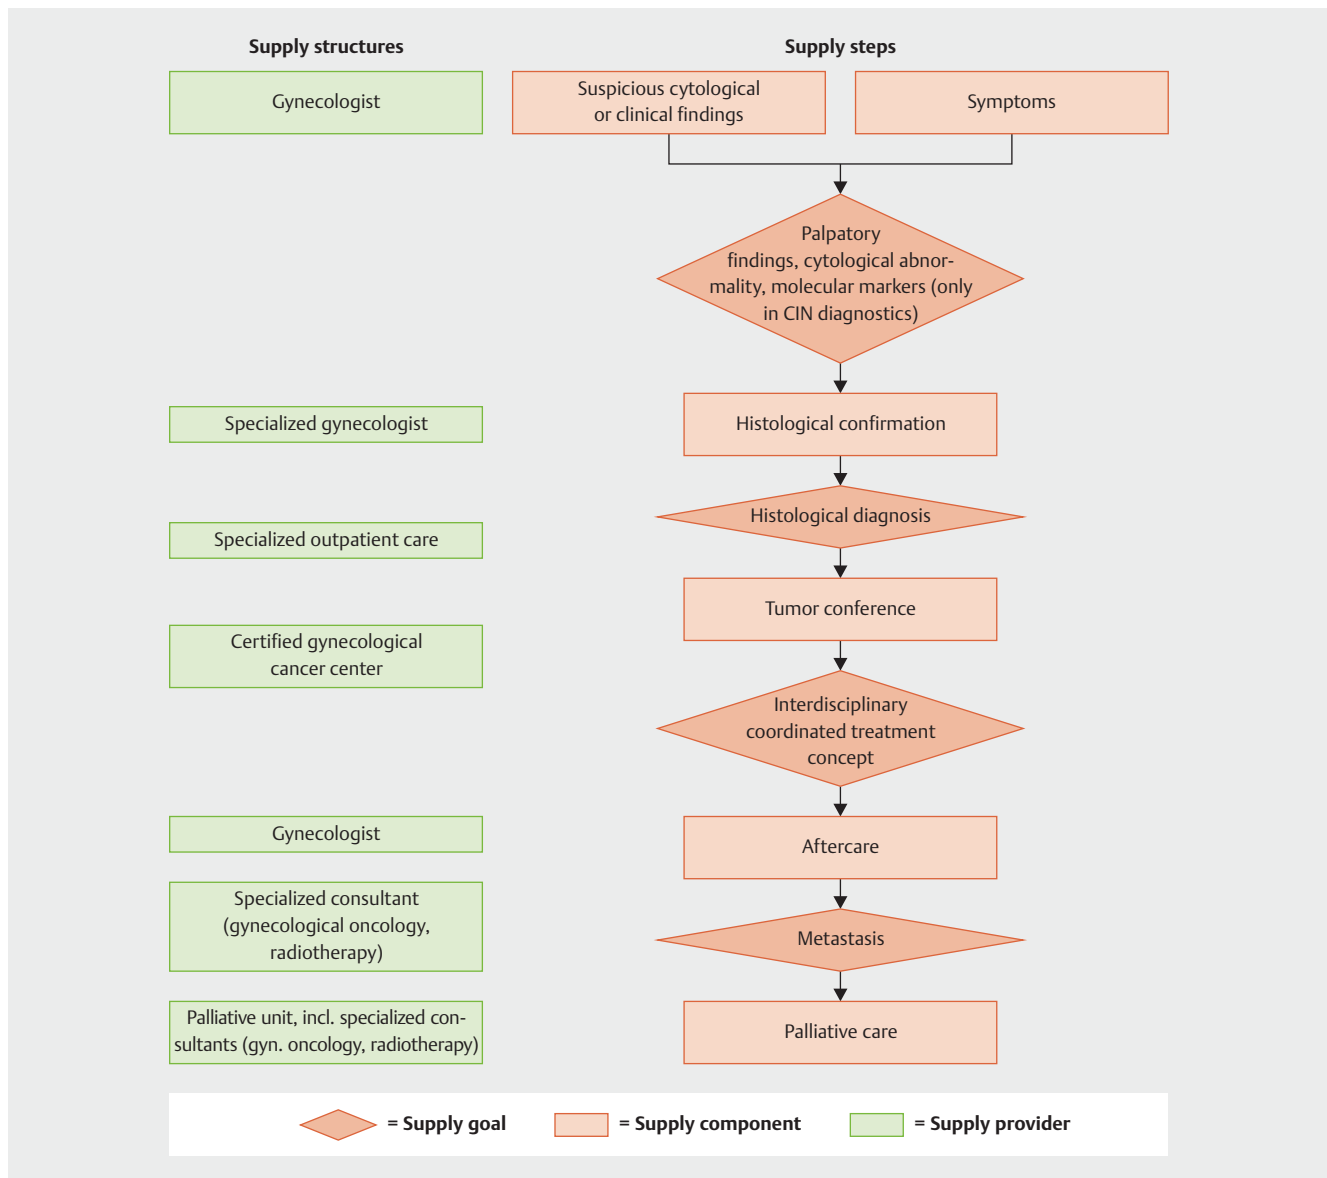 Supply structures
Supply steps
Gynecologist
Suspicious cytological
or clinical findings
Symptoms
Palpatory
findings, cytological abnor-
mality, molecular markers (only
in CIN diagnostics)
Specialized gynecologist
Histological confirmation
Histological diagnosis
Specialized outpatient care
Tumor conference
Certified gynecological
cancer center
Interdisciplinary
coordinated treatment
concept
Gynecologist
Aftercare
Specialized consultant
(gynecological oncology,
radiotherapy)
Metastasis
Palliative unit, incl. specialized con-
sultants (gyn. oncology, radiotherapy)
Palliative care
= Supply goal
= Supply component
= Supply provider